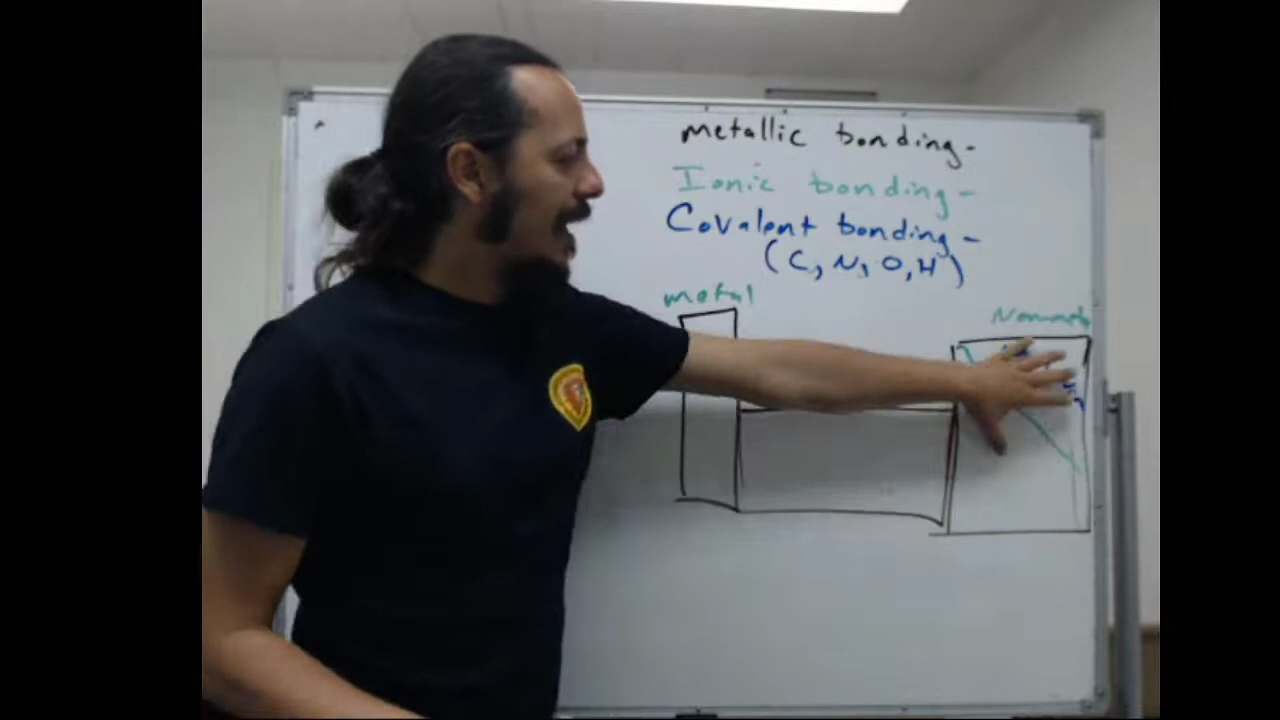 metallic bonding-
Ionic bonding-
Covalent bonding-
(C, N, O, H)
metal